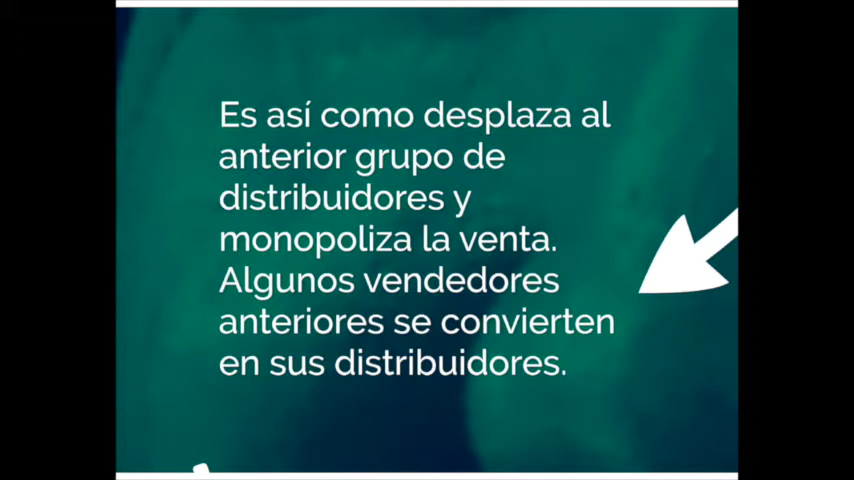 Es así como desplaza al
anterior grupo de
distribuidores y
monopoliza la venta.
Algunos vendedores
anteriores se convierten
en sus distribuidores.